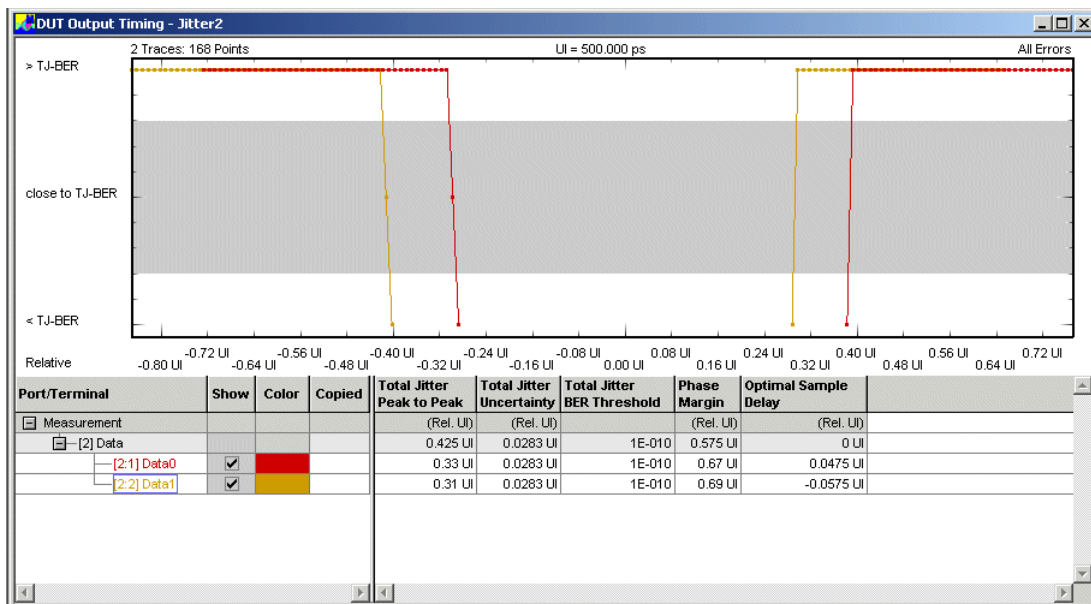 DUT Output Timing - Jitter2
2 Traces: 168 Points UI = 500.000 ps All Errors
> TJ-BER
close to TJ-BER
< TJ-BER
-0.72 UI -0.56 UI -0.40 UI -0.24 UI -0.08 UI 0.08 UI 0.24 UI 0.40 UI 0.56 UI 0.72 UI
Relative -0.80 UI -0.64 UI -0.48 UI -0.32 UI -0.16 UI 0.00 UI 0.16 UI 0.32 UI 0.48 UI 0.64 UI
Port/Terminal Show Color Copied Total Jitter Peak to Peak Total Jitter Uncertainty Total Jitter BER Threshold Phase Margin Optimal Sample Delay
Measurement (Rel. UI) (Rel. UI) (Rel. UI) (Rel. UI)
[2] Data 0.425 UI 0.0283 UI 1E-010 0.575 UI 0 UI
[2:1] Data0 0.33 UI 0.0283 UI 1E-010 0.67 UI 0.0475 UI
[2:2] Data1 0.31 UI 0.0283 UI 1E-010 0.69 UI -0.0575 UI